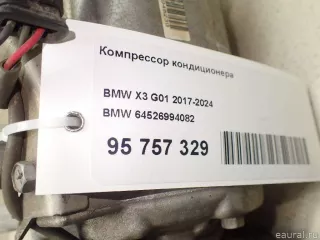 Компрессор кондиционера
BMW X3 G01 2017-2024
BMW 64526994082
95 757 329
eaural.ru